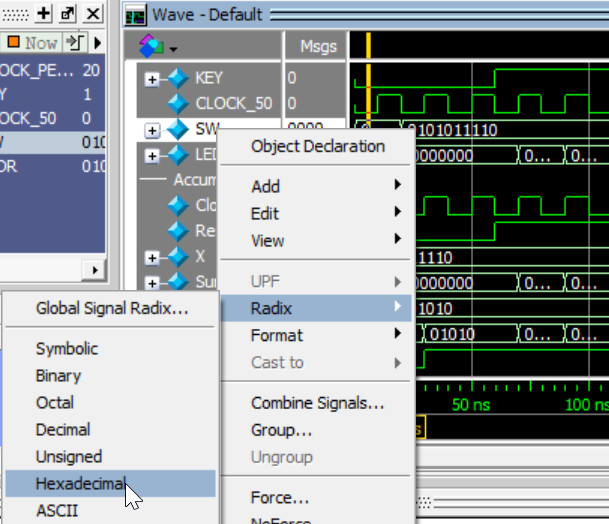 Now
OCK_PE... 20
Y 1
OCK_50 0
010
OR 010
Wave - Default
Msgs
KEY 0
CLOCK_50 0
SW 0000 0101011110
LED 0000000 0... 0...
Accum
Clo
Re
X 1110
Sur 0000000 0... 0...
1010
01010 0... 0...
50 ns 100 ns
Object Declaration
Add
Edit
View
UPF
Radix
Format
Cast to
Combine Signals...
Group...
Ungroup
Force...
NoForce
Global Signal Radix...
Symbolic
Binary
Octal
Decimal
Unsigned
Hexadecimal
ASCII